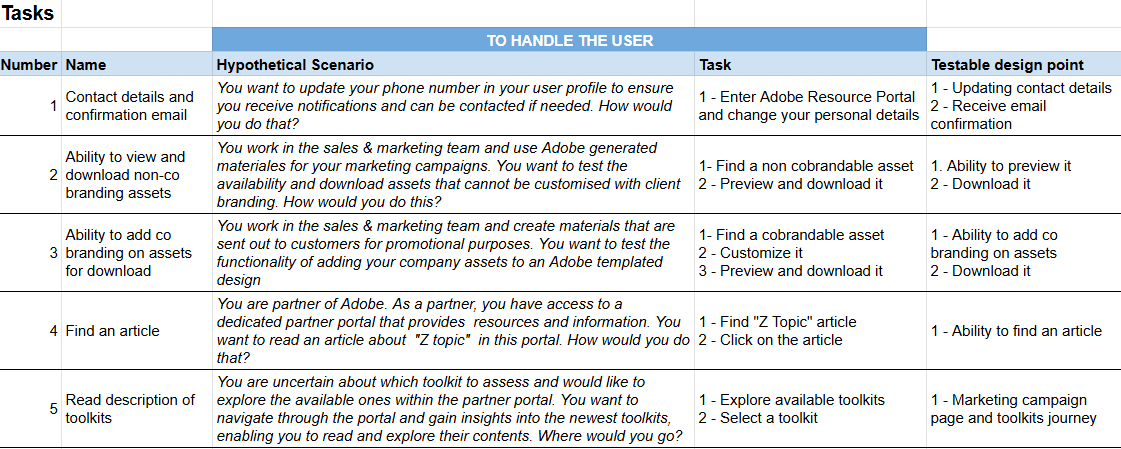 Tasks
TO HANDLE THE USER
Number Name Hypothetical Scenario Task Testable design point
1
Contact details and
confirmation email
You want to update your phone number in your user profile to ensure
you receive notifications and can be contacted if needed. How would
you do that?
1 - Enter Adobe Resource Portal
and change your personal details
1 - Updating contact details
2 - Receive email
confirmation
2
Ability to view and
download non-co
branding assets
You work in the sales & marketing team and use Adobe generated
materiales for your marketing campaigns. You want to test the
availability and download assets that cannot be customised with client
branding. How would you do this?
1- Find a non cobrandable asset
2 - Preview and download it
1. Ability to preview it
2 - Download it
3
Ability to add co
branding on assets
for download
You work in the sales & marketing team and create materials that are
sent out to customers for promotional purposes. You want to test the
functionality of adding your company assets to an Adobe templated
design
1- Find a cobrandable asset
2 - Customize it
3 - Preview and download it
1 - Ability to add co
branding on assets
2 - Download it
4
Find an article
You are partner of Adobe. As a partner, you have access to a
dedicated partner portal that provides  resources and information. You
want to read an article about  "Z topic"  in this portal. How would you do
that?
1 - Find "Z Topic" article
2 - Click on the article
1 - Ability to find an article
5
Read description of
toolkits
You are uncertain about which toolkit to assess and would like to
explore the available ones within the partner portal. You want to
navigate through the portal and gain insights into the newest toolkits,
enabling you to read and explore their contents. Where would you go?
1 - Explore available toolkits
2 - Select a toolkit
1 - Marketing campaign
page and toolkits journey